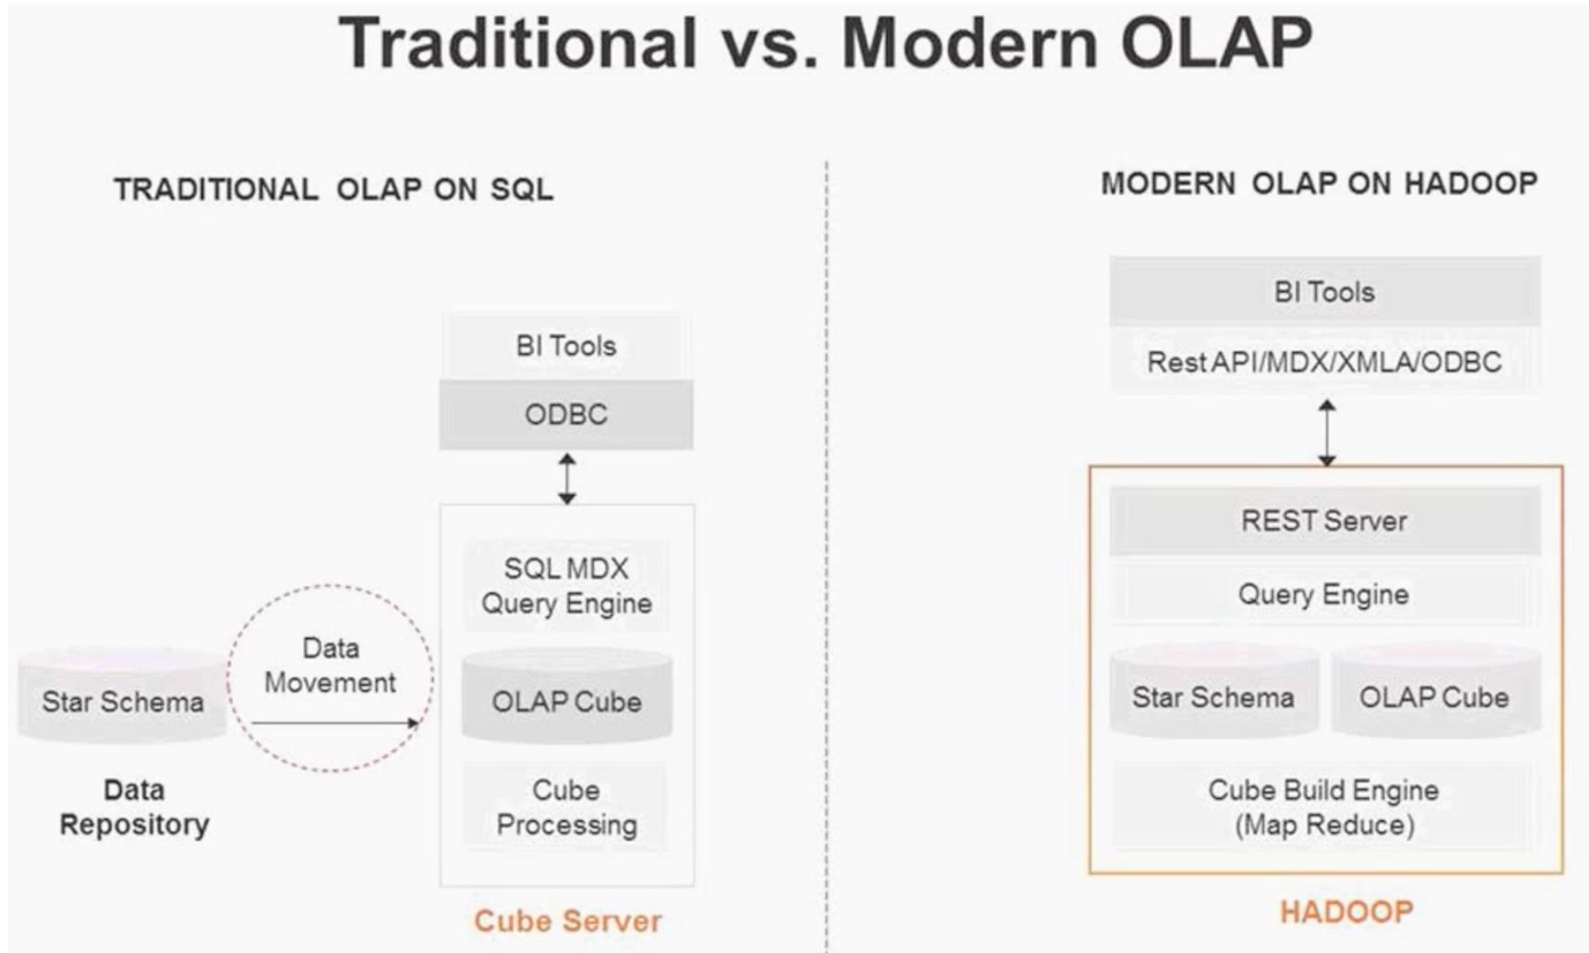 Traditional vs. Modern OLAP
TRADITIONAL OLAP ON SQL
BI Tools
ODBC
SQL MDX
Query Engine
Data
Movement
Star Schema
OLAP Cube
Data
Repository
Cube
Processing
Cube Server
MODERN OLAP ON HADOOP
BI Tools
Rest API/MDX/XMLA/ODBC
REST Server
Query Engine
Star Schema
OLAP Cube
Cube Build Engine
(Map Reduce)
HADOOP